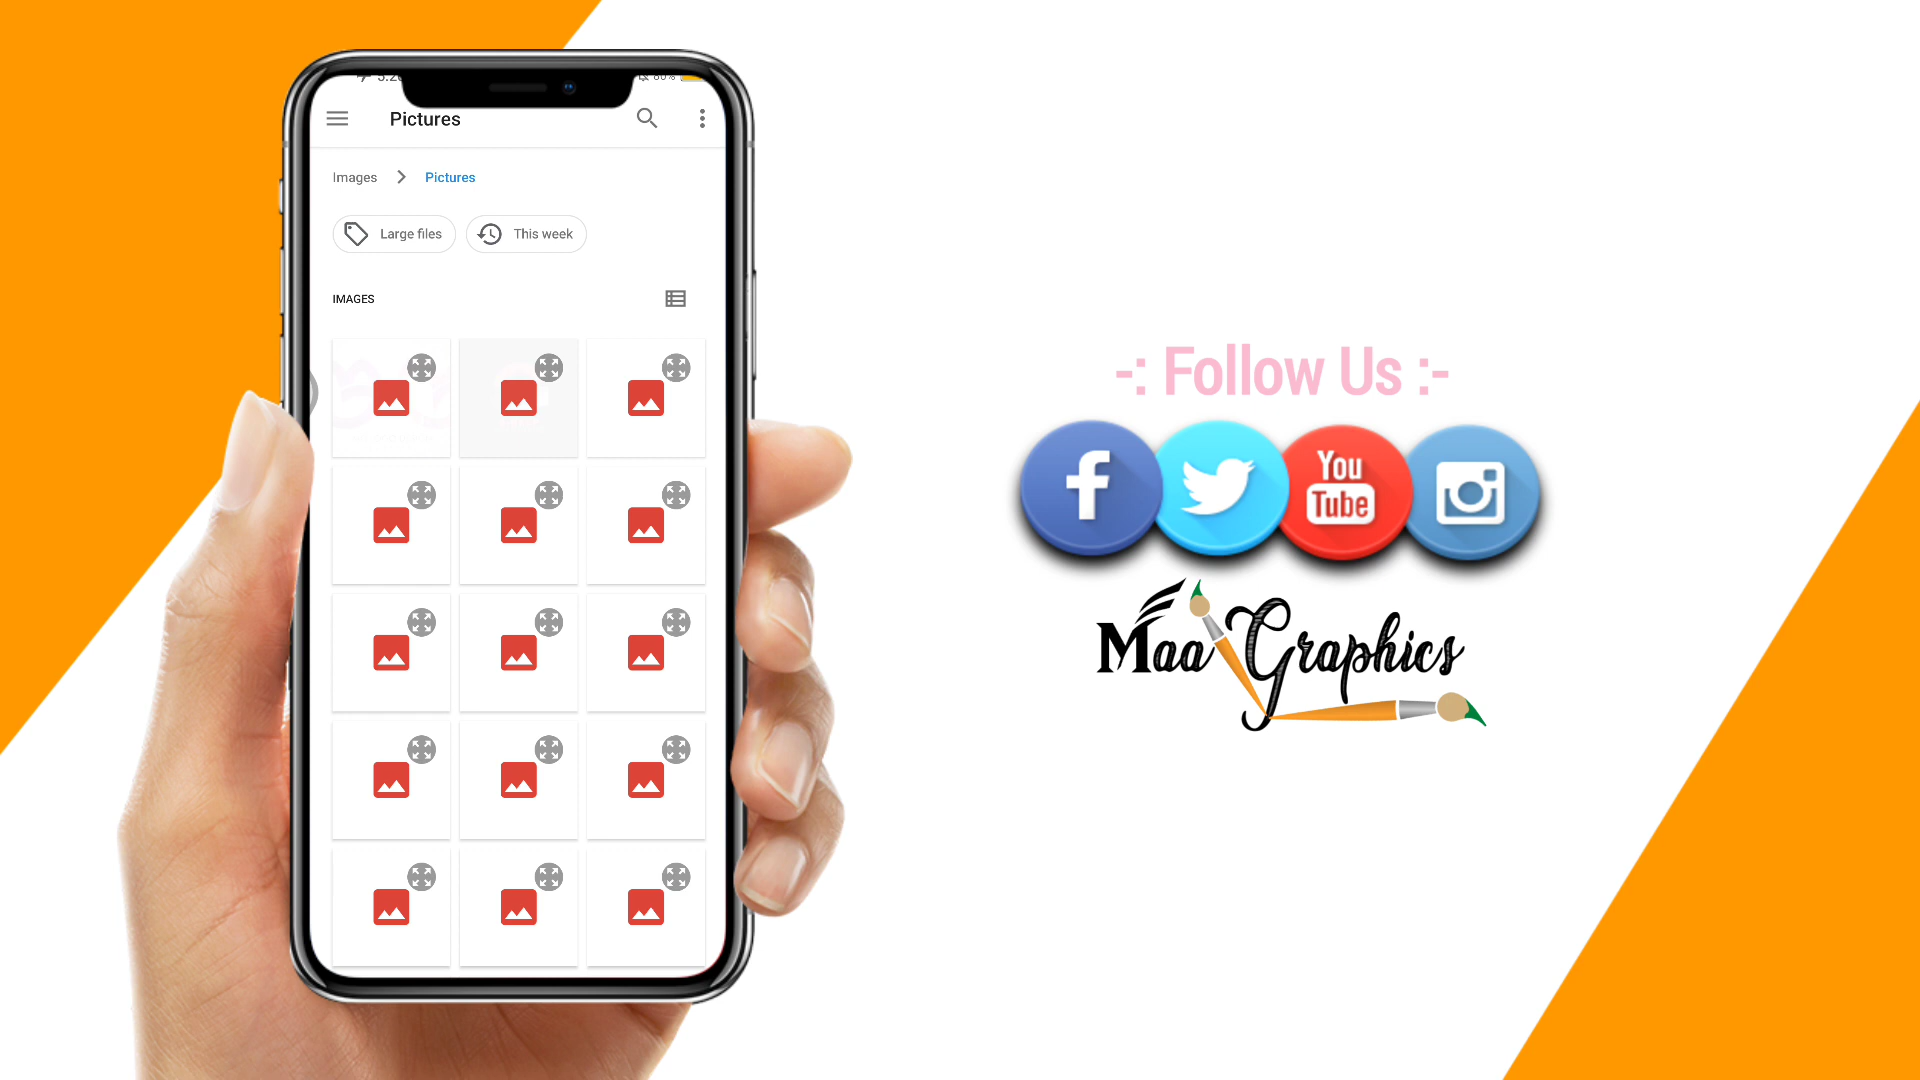 Pictures
Images > Pictures
Large files
This week
IMAGES
-: Follow Us :-
f
You
Tube
Maa Graphics